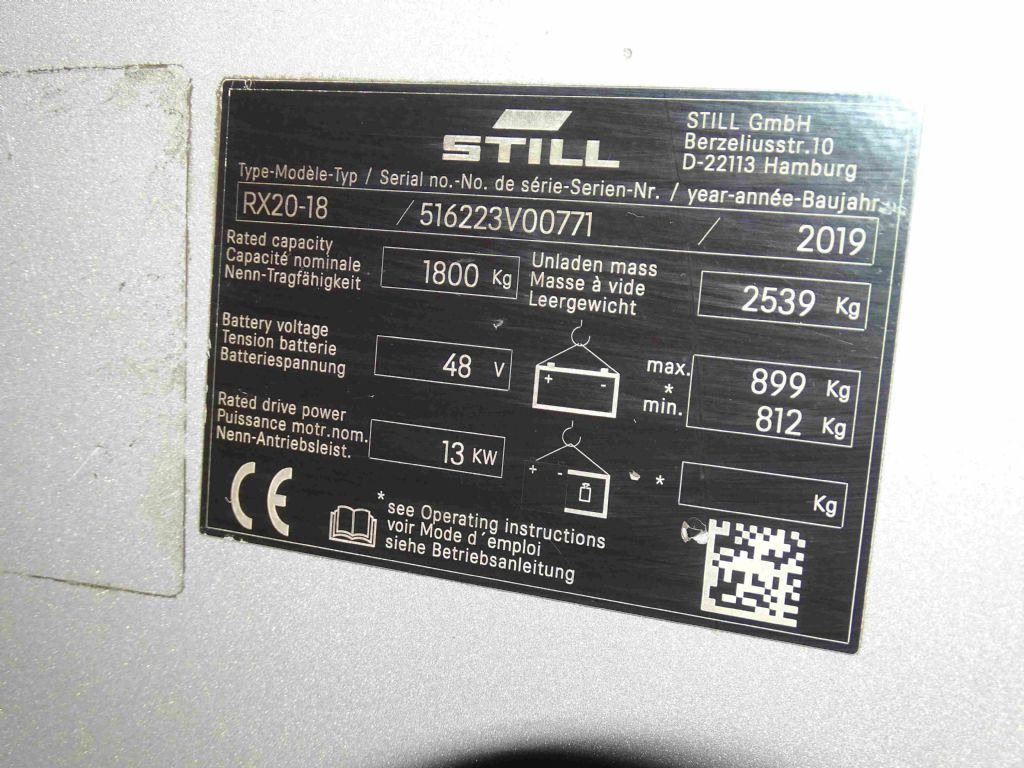 STILL
STILL GmbH
Berzeliusstr.10
D-22113 Hamburg
Type-Modèle-Typ / Serial no.-No. de série-Serien-Nr. / year-année-Baujahr
RX20-18 / 516223V00771 / 2019
Rated capacity
Capacité nominale
Nenn-Tragfähigkeit
1800 Kg
Unladen mass
Masse à vide
Leergewicht
2539 Kg
Battery voltage
Tension batterie
Batteriespannung
48 V
+ -
max.
*
min.
899 Kg
812 Kg
Rated drive power
Puissance motr.nom.
Nenn-Antriebsleist.
13 KW
+ -
*
Kg
CE
* see Operating instructions
voir Mode d´emploi
siehe Betriebsanleitung